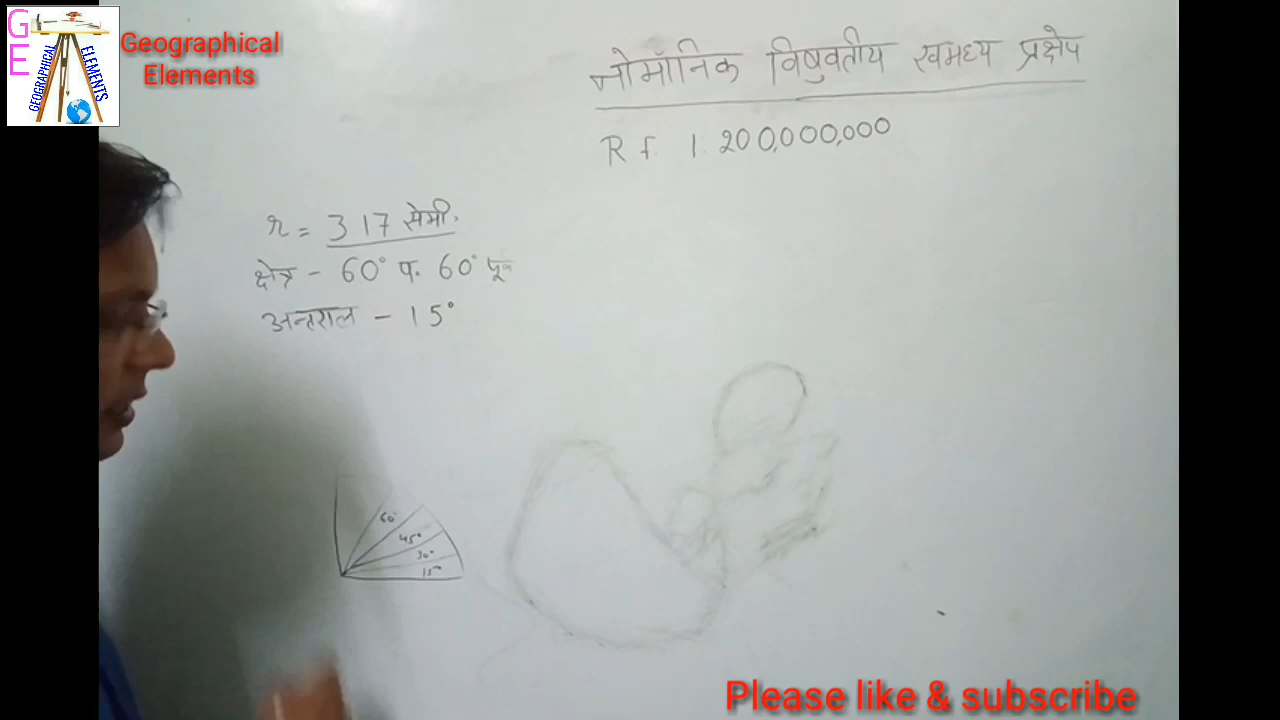 GE
GEOGRAPHICAL ELEMENTS
Geographical
Elements
नोमॉनिक विषुवतीय खमध्य प्रक्षेप
R f. 1. 200,000,000
r = 3 17 सेमी.
क्षेत्र - 60° प. 60° पूर्व
अन्तराल - 15°
60°
45°
30°
15°
Please like & subscribe